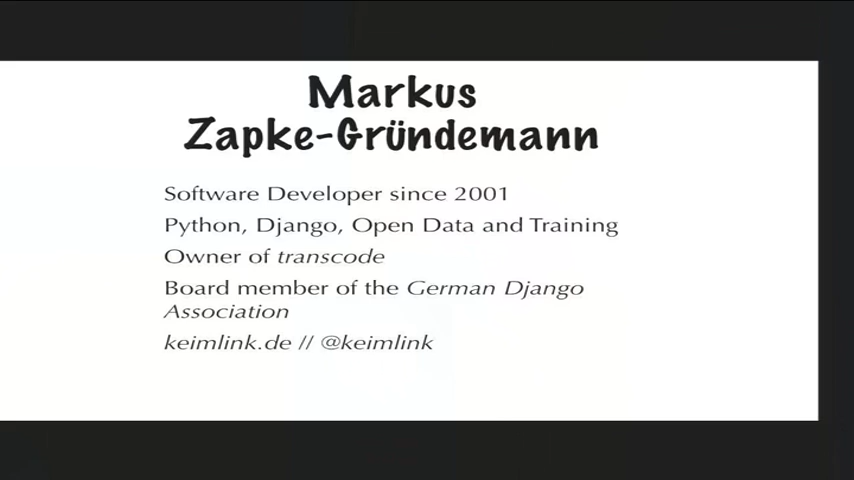 Markus
Zapke-Gründemann
Software Developer since 2001
Python, Django, Open Data and Training
Owner of transcode
Board member of the German Django
Association
keimlink.de // @keimlink